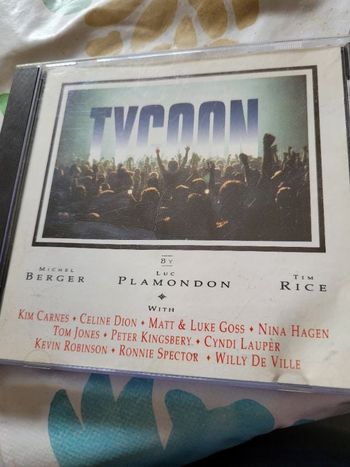 TYCOON
BY
MICHEL LUC TIM
BERGER PLAMONDON RICE
WITH
KIM CARNES ♦ CELINE DION ♦ MATT & LUKE GOSS ♦ NINA HAGEN
TOM JONES ♦ PETER KINGSBERY ♦ CYNDI LAUPER
KEVIN ROBINSON ♦ RONNIE SPECTOR ♦ WILLY DE VILLE